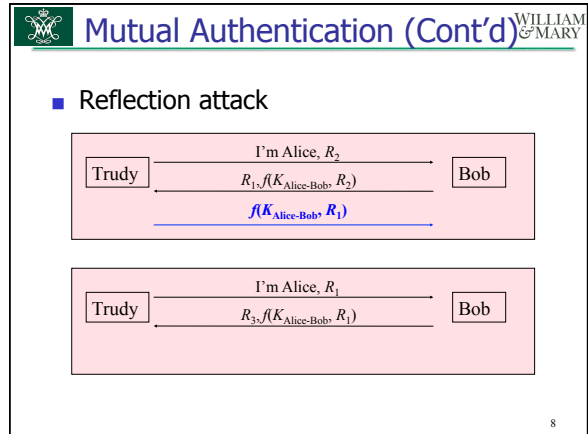 Mutual Authentication (Cont'd)
WILLIAM
&MARY
Reflection attack
I'm Alice, R2
Trudy
Bob
R1,f(KAlice-Bob, R2)
f(KAlice-Bob, R1)
I'm Alice, R1
Trudy
Bob
R3,f(KAlice-Bob, R1)
8